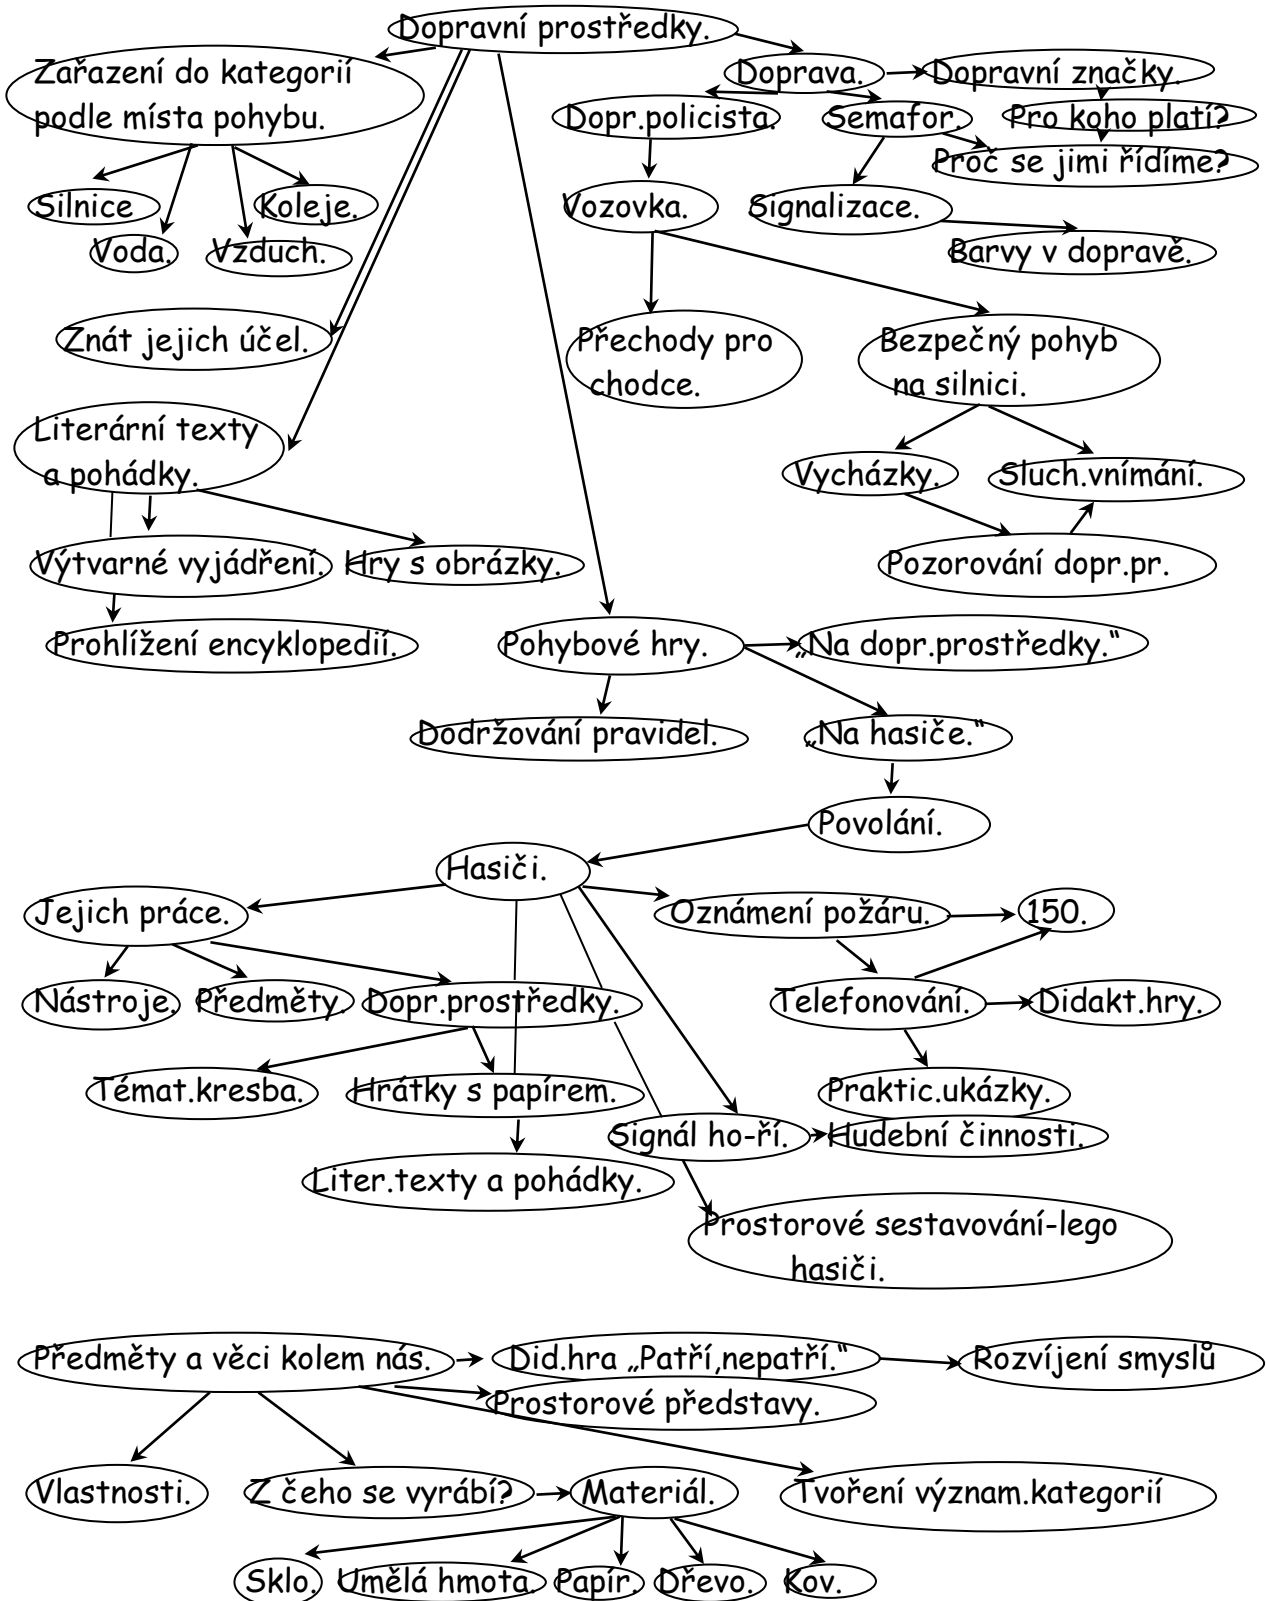 Dopravní prostředky.
Zařazení do kategorií
podle místa pohybu.
Doprava.
Dopravní značky.
Dopr.policista.
Semafor.
Pro koho platí?
Proč se jimi řídíme?
Silnice
Koleje.
Vozovka.
Signalizace.
Voda.
Vzduch.
Barvy v dopravě.
Znát jejich účel.
Přechody pro
chodce.
Bezpečný pohyb
na silnici.
Literární texty
a pohádky.
Vycházky.
Sluch.vnímání.
Výtvarné vyjádření.
Hry s obrázky.
Pozorování dopr.pr.
Prohlížení encyklopedií.
Pohybové hry.
„Na dopr.prostředky.“
Dodržování pravidel.
„Na hasiče.“
Povolání.
Hasiči.
Jejich práce.
Oznámení požáru.
150.
Nástroje.
Předměty.
Dopr.prostředky.
Telefonování.
Didakt.hry.
Témat.kresba.
Hrátky s papírem.
Praktic.ukázky.
Signál ho-ří.
Hudební činnosti.
Liter.texty a pohádky.
Prostorové sestavování-lego
hasiči.
Předměty a věci kolem nás.
Did.hra „Patří,nepatří.“
Rozvíjení smyslů
Prostorové představy.
Vlastnosti.
Z čeho se vyrábí?
Materiál.
Tvoření význam.kategorií
Sklo.
Umělá hmota.
Papír.
Dřevo.
Kov.